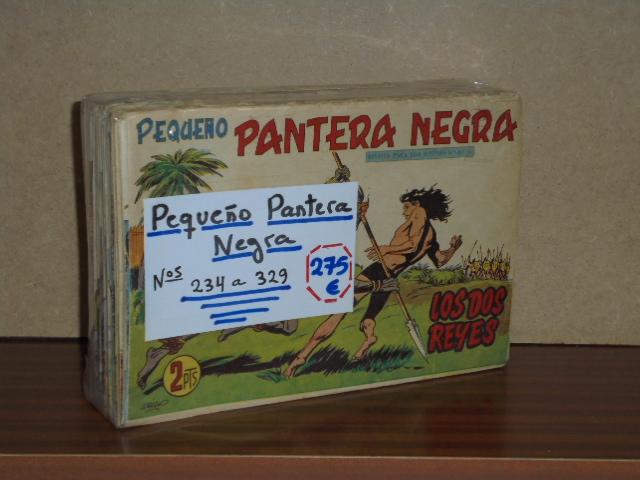 PEQUEÑO PANTERA NEGRA
Pequeño Pantera
Negra
Nos 234 a 329
275
€
LOS DOS
REYES
2 PTS